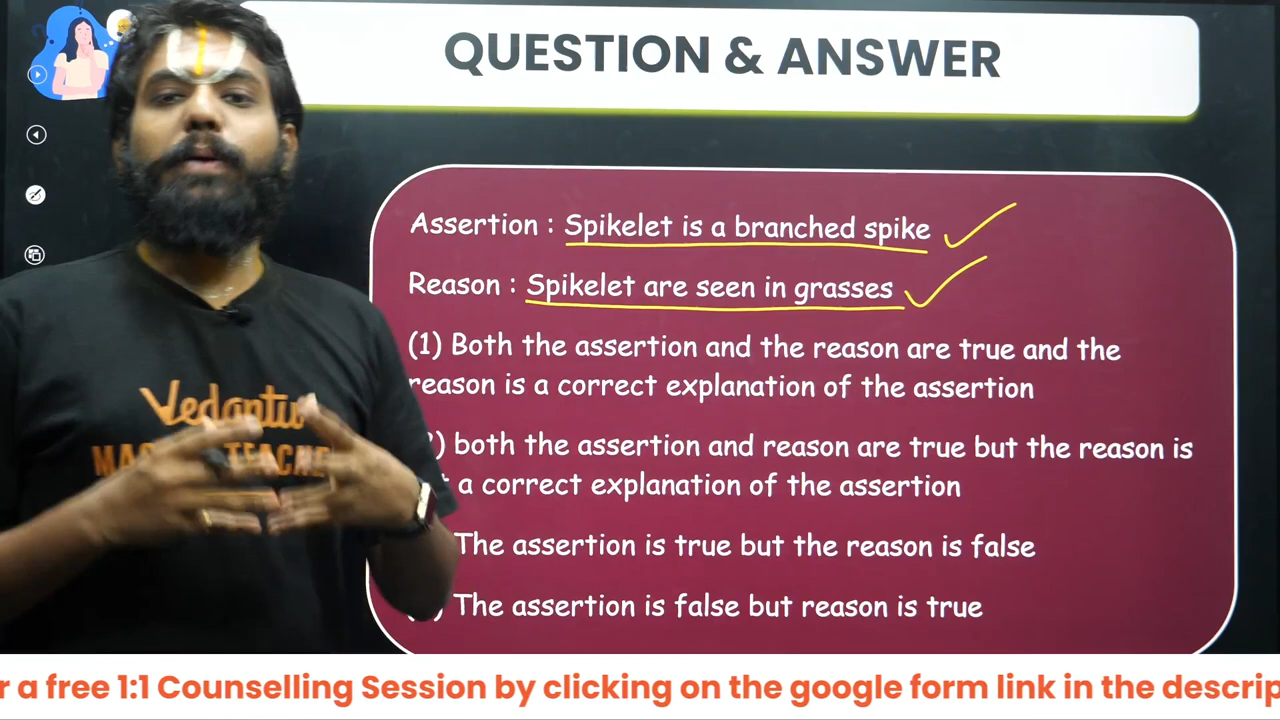 QUESTION & ANSWER
Assertion : Spikelet is a branched spike
Reason : Spikelet are seen in grasses
(1) Both the assertion and the reason are true and the
reason is a correct explanation of the assertion
) both the assertion and reason are true but the reason is
a correct explanation of the assertion
The assertion is true but the reason is false
) The assertion is false but reason is true
Vedantu
MASTER TEACHER
r a free 1:1 Counselling Session by clicking on the google form link in the descrip